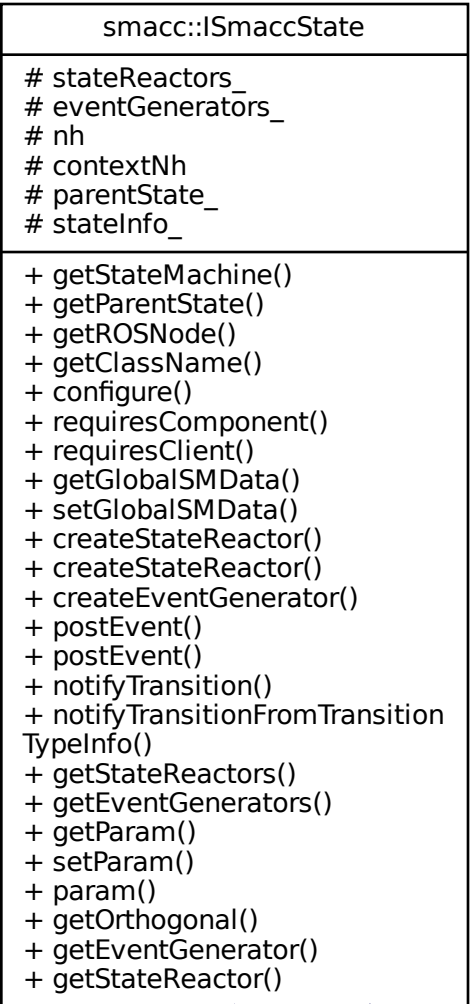 smacc::ISmaccState
# stateReactors_
# eventGenerators_
# nh
# contextNh
# parentState_
# stateInfo_
+ getStateMachine()
+ getParentState()
+ getROSNode()
+ getClassName()
+ configure()
+ requiresComponent()
+ requiresClient()
+ getGlobalSMData()
+ setGlobalSMData()
+ createStateReactor()
+ createStateReactor()
+ createEventGenerator()
+ postEvent()
+ postEvent()
+ notifyTransition()
+ notifyTransitionFromTransition
TypeInfo()
+ getStateReactors()
+ getEventGenerators()
+ getParam()
+ setParam()
+ param()
+ getOrthogonal()
+ getEventGenerator()
+ getStateReactor()